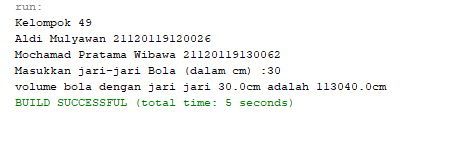 run:
Kelompok 49
Aldi Mulyawan 21120119120026
Mochamad Pratama Wibawa 21120119130062
Masukkan jari-jari Bola (dalam cm) :30
volume bola dengan jari jari 30.0cm adalah 113040.0cm
BUILD SUCCESSFUL (total time: 5 seconds)